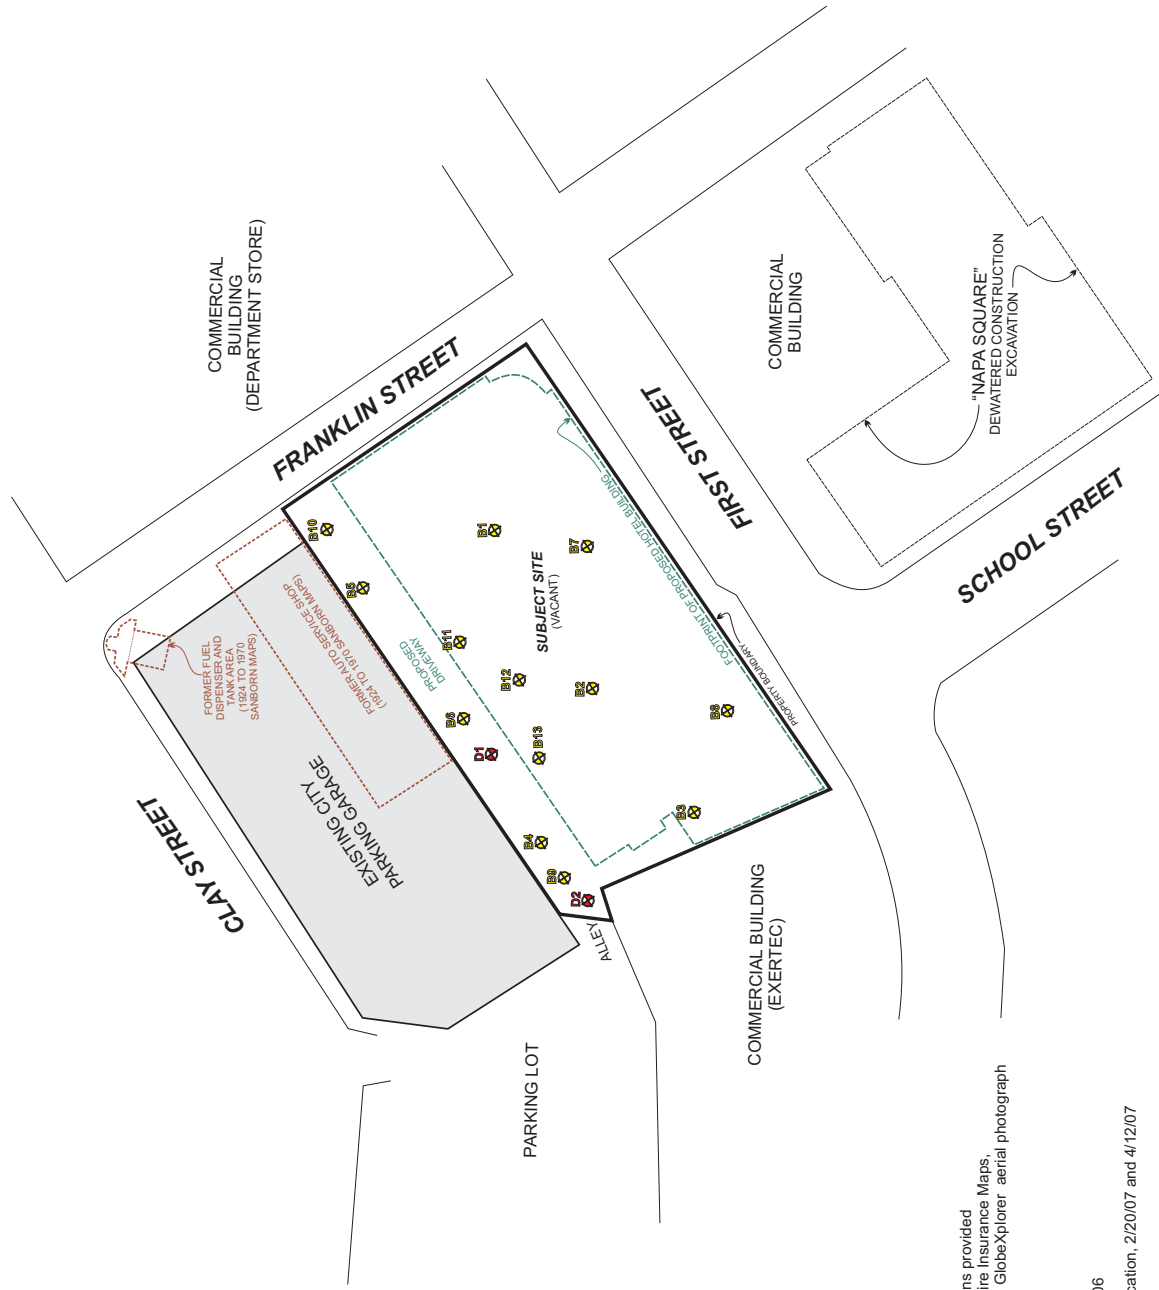 COMMERCIAL
BUILDING
(DEPARTMENT STORE)
FRANKLIN STREET
CLAY STREET
FORMER FUEL
DISPENSER AND
TANK AREA
(1924 TO 1970
SANBORN MAPS)
FORMER AUTO SERVICE SHOP
(1924 TO 1970 SANBORN MAPS)
EXISTING CITY
PARKING GARAGE
PROPOSED
DRIVEWAY
B10
B5
B1
B7
B11
B12
B2
B6
D1
B13
B8
B4
B3
B9
D2
SUBJECT SITE
(VACANT)
FOOTPRINT OF PROPOSED HOTEL BUILDING
PROPERTY BOUNDARY
FIRST STREET
COMMERCIAL
BUILDING
“NAPA SQUARE”
DEWATERED CONSTRUCTION
EXCAVATION
SCHOOL STREET
ALLEY
COMMERCIAL BUILDING
(EXERTEC)
PARKING LOT
ns provided
ire Insurance Maps,
GlobeXplorer aerial photograph
06
cation, 2/20/07 and 4/12/07